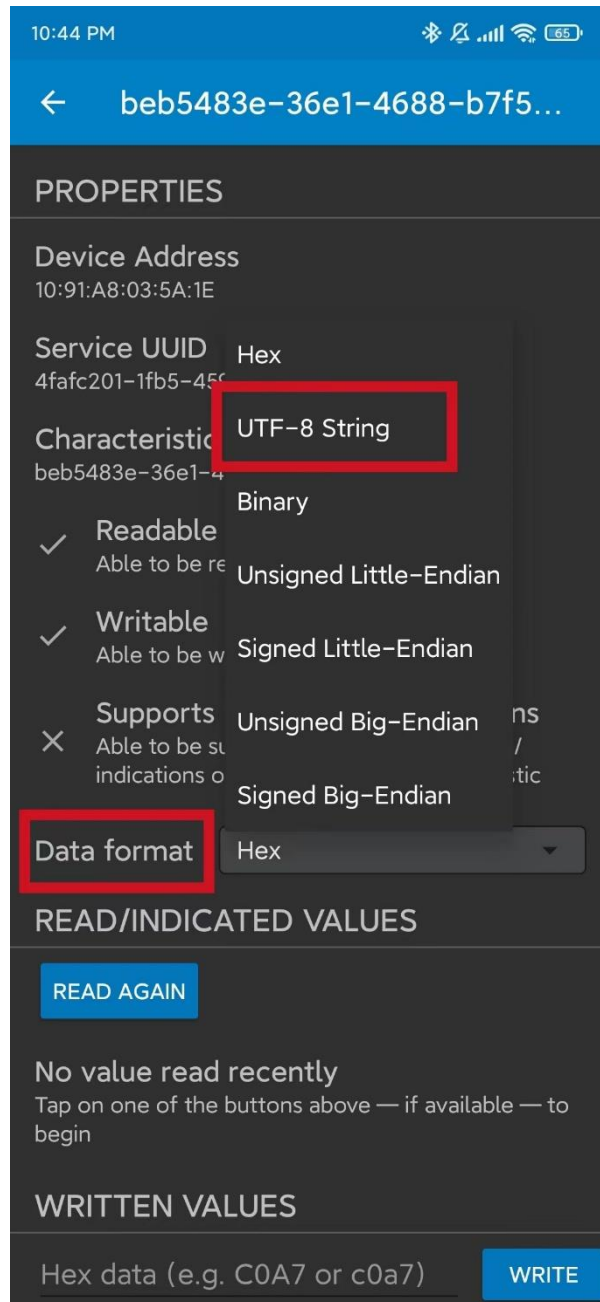 10:44 PM
65
beb5483e-36e1-4688-b7f5...
PROPERTIES
Device Address
10:91:A8:03:5A:1E
Service UUID
4fafc201-1fb5-459
Characteristic
beb5483e-36e1-4
Readable
Able to be re
Writable
Able to be w
Supports
ns
Able to be su
/
indications o
stic
Hex
UTF-8 String
Binary
Unsigned Little-Endian
Signed Little-Endian
Unsigned Big-Endian
Signed Big-Endian
Data format
Hex
READ/INDICATED VALUES
READ AGAIN
No value read recently
Tap on one of the buttons above — if available — to
begin
WRITTEN VALUES
Hex data (e.g. C0A7 or c0a7)
WRITE